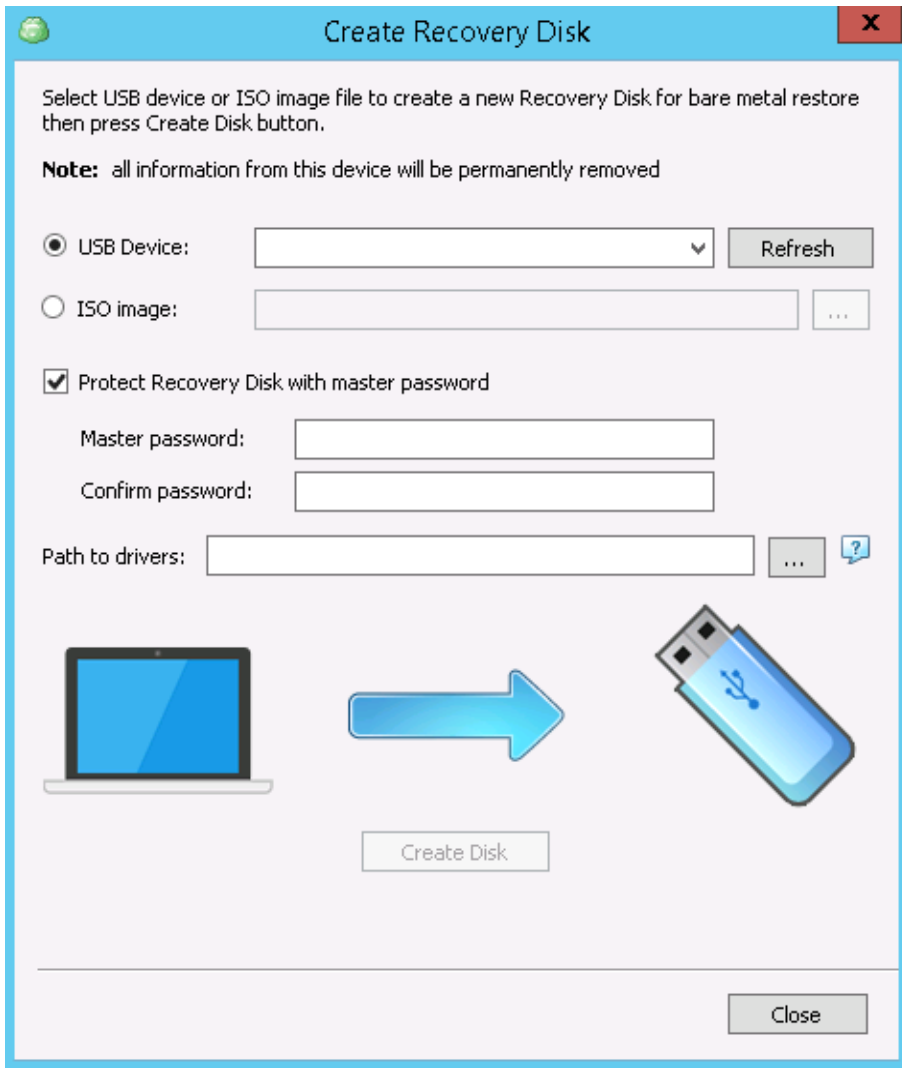 Create Recovery Disk
X
Select USB device or ISO image file to create a new Recovery Disk for bare metal restore
then press Create Disk button.
Note: all information from this device will be permanently removed
USB Device:
Refresh
ISO image:
...
Protect Recovery Disk with master password
Master password:
Confirm password:
Path to drivers:
...
?
Create Disk
Close